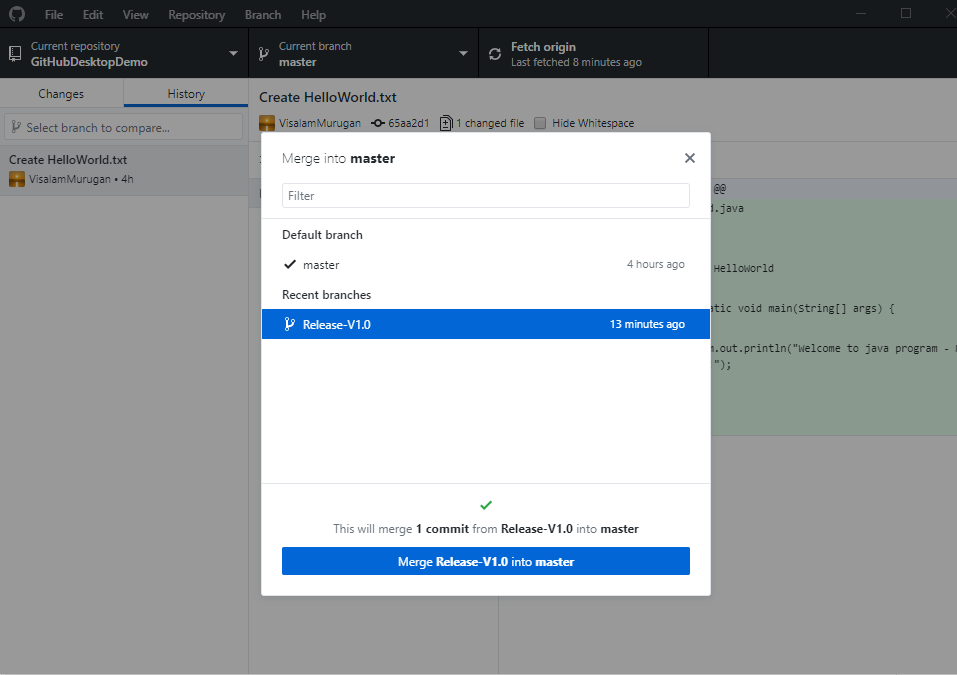 File Edit View Repository Branch Help
Current repository
GitHubDesktopDemo
Current branch
master
Fetch origin
Last fetched 8 minutes ago
Changes History
Select branch to compare...
Create HelloWorld.txt
VisalamMurugan • 4h
Create HelloWorld.txt
VisalamMurugan 65aa2d1 1 changed file Hide Whitespace
@@
.java
HelloWorld
void main(String[] args) {
.out.println("Welcome to java program -
");
Merge into master
Filter
Default branch
master 4 hours ago
Recent branches
Release-V1.0 13 minutes ago
This will merge 1 commit from Release-V1.0 into master
Merge Release-V1.0 into master